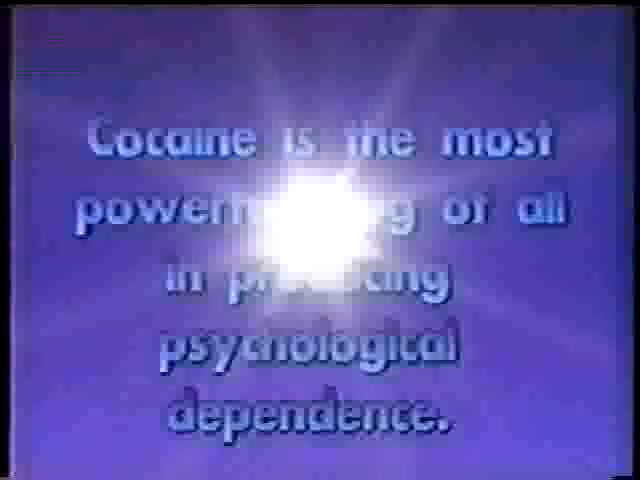 Cocaine is the most
of all
in
psychological
dependence.